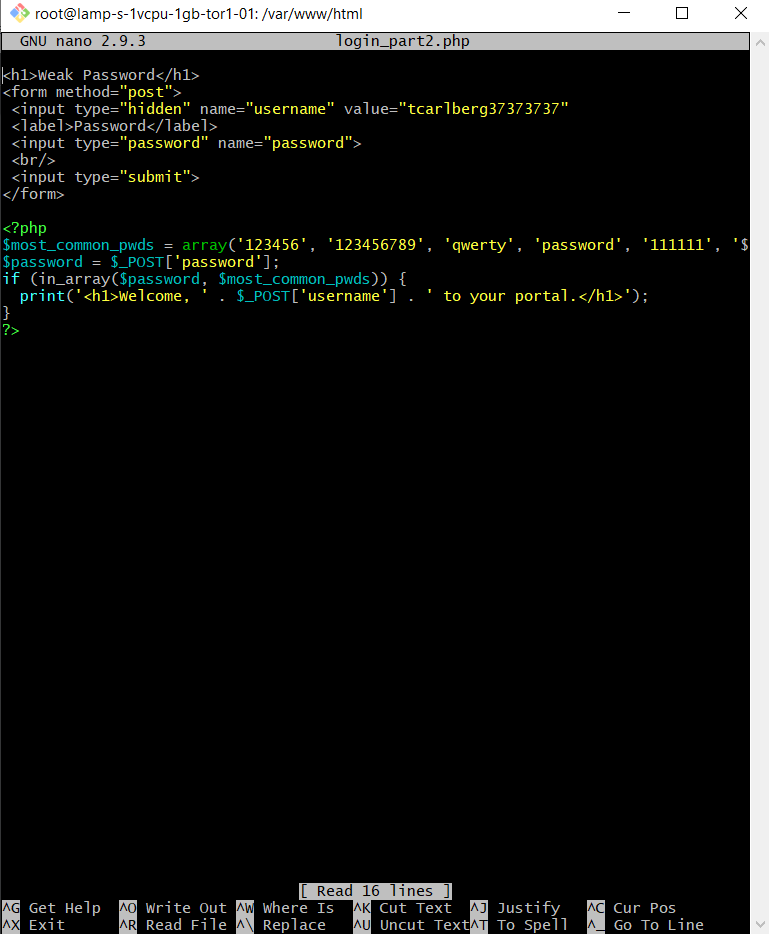 root@lamp-s-1vcpu-1gb-tor1-01: /var/www/html
GNU nano 2.9.3 login_part2.php
<h1>Weak Password</h1>
<form method="post">
 <input type="hidden" name="username" value="tcarlberg37373737"
 <label>Password</label>
 <input type="password" name="password">
 <br/>
 <input type="submit">
</form>

<?php
$most_common_pwds = array('123456', '123456789', 'qwerty', 'password', '111111', '$
$password = $_POST['password'];
if (in_array($password, $most_common_pwds)) {
  print('<h1>Welcome, ' . $_POST['username'] . ' to your portal.</h1>');
}
?>
[ Read 16 lines ]
^G Get Help ^O Write Out ^W Where Is ^K Cut Text ^J Justify ^C Cur Pos
^X Exit ^R Read File ^\ Replace ^U Uncut Text ^T To Spell ^_ Go To Line